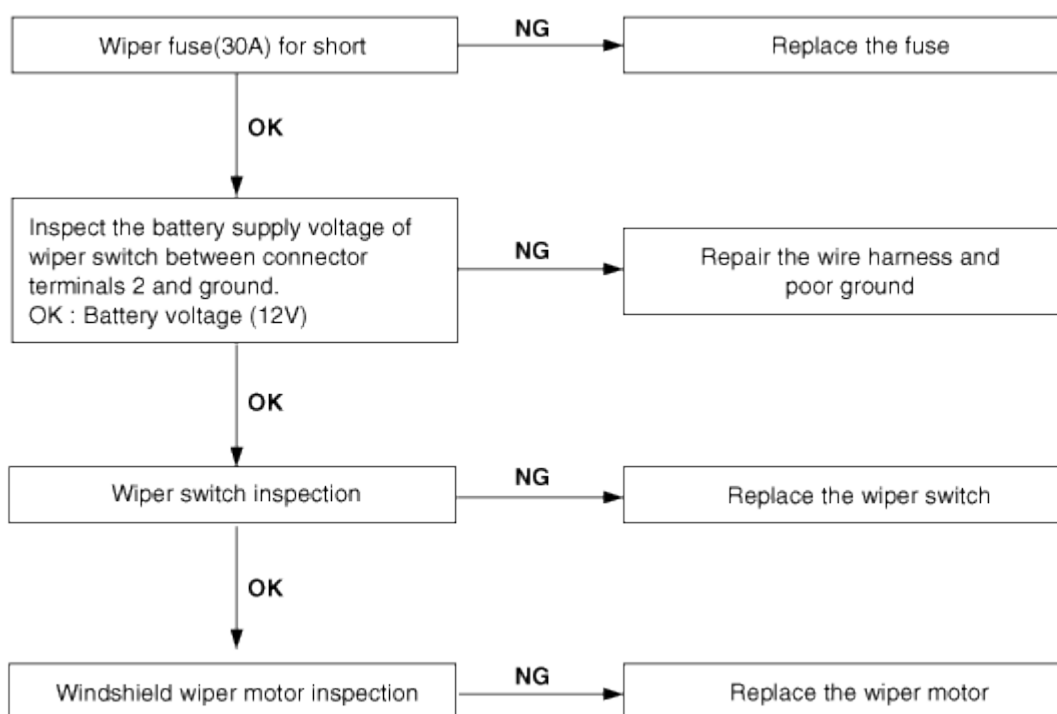 Wiper fuse(30A) for short
NG
Replace the fuse
OK
Inspect the battery supply voltage of
wiper switch between connector
terminals 2 and ground.
OK : Battery voltage (12V)
NG
Repair the wire harness and
poor ground
OK
Wiper switch inspection
NG
Replace the wiper switch
OK
Windshield wiper motor inspection
NG
Replace the wiper motor